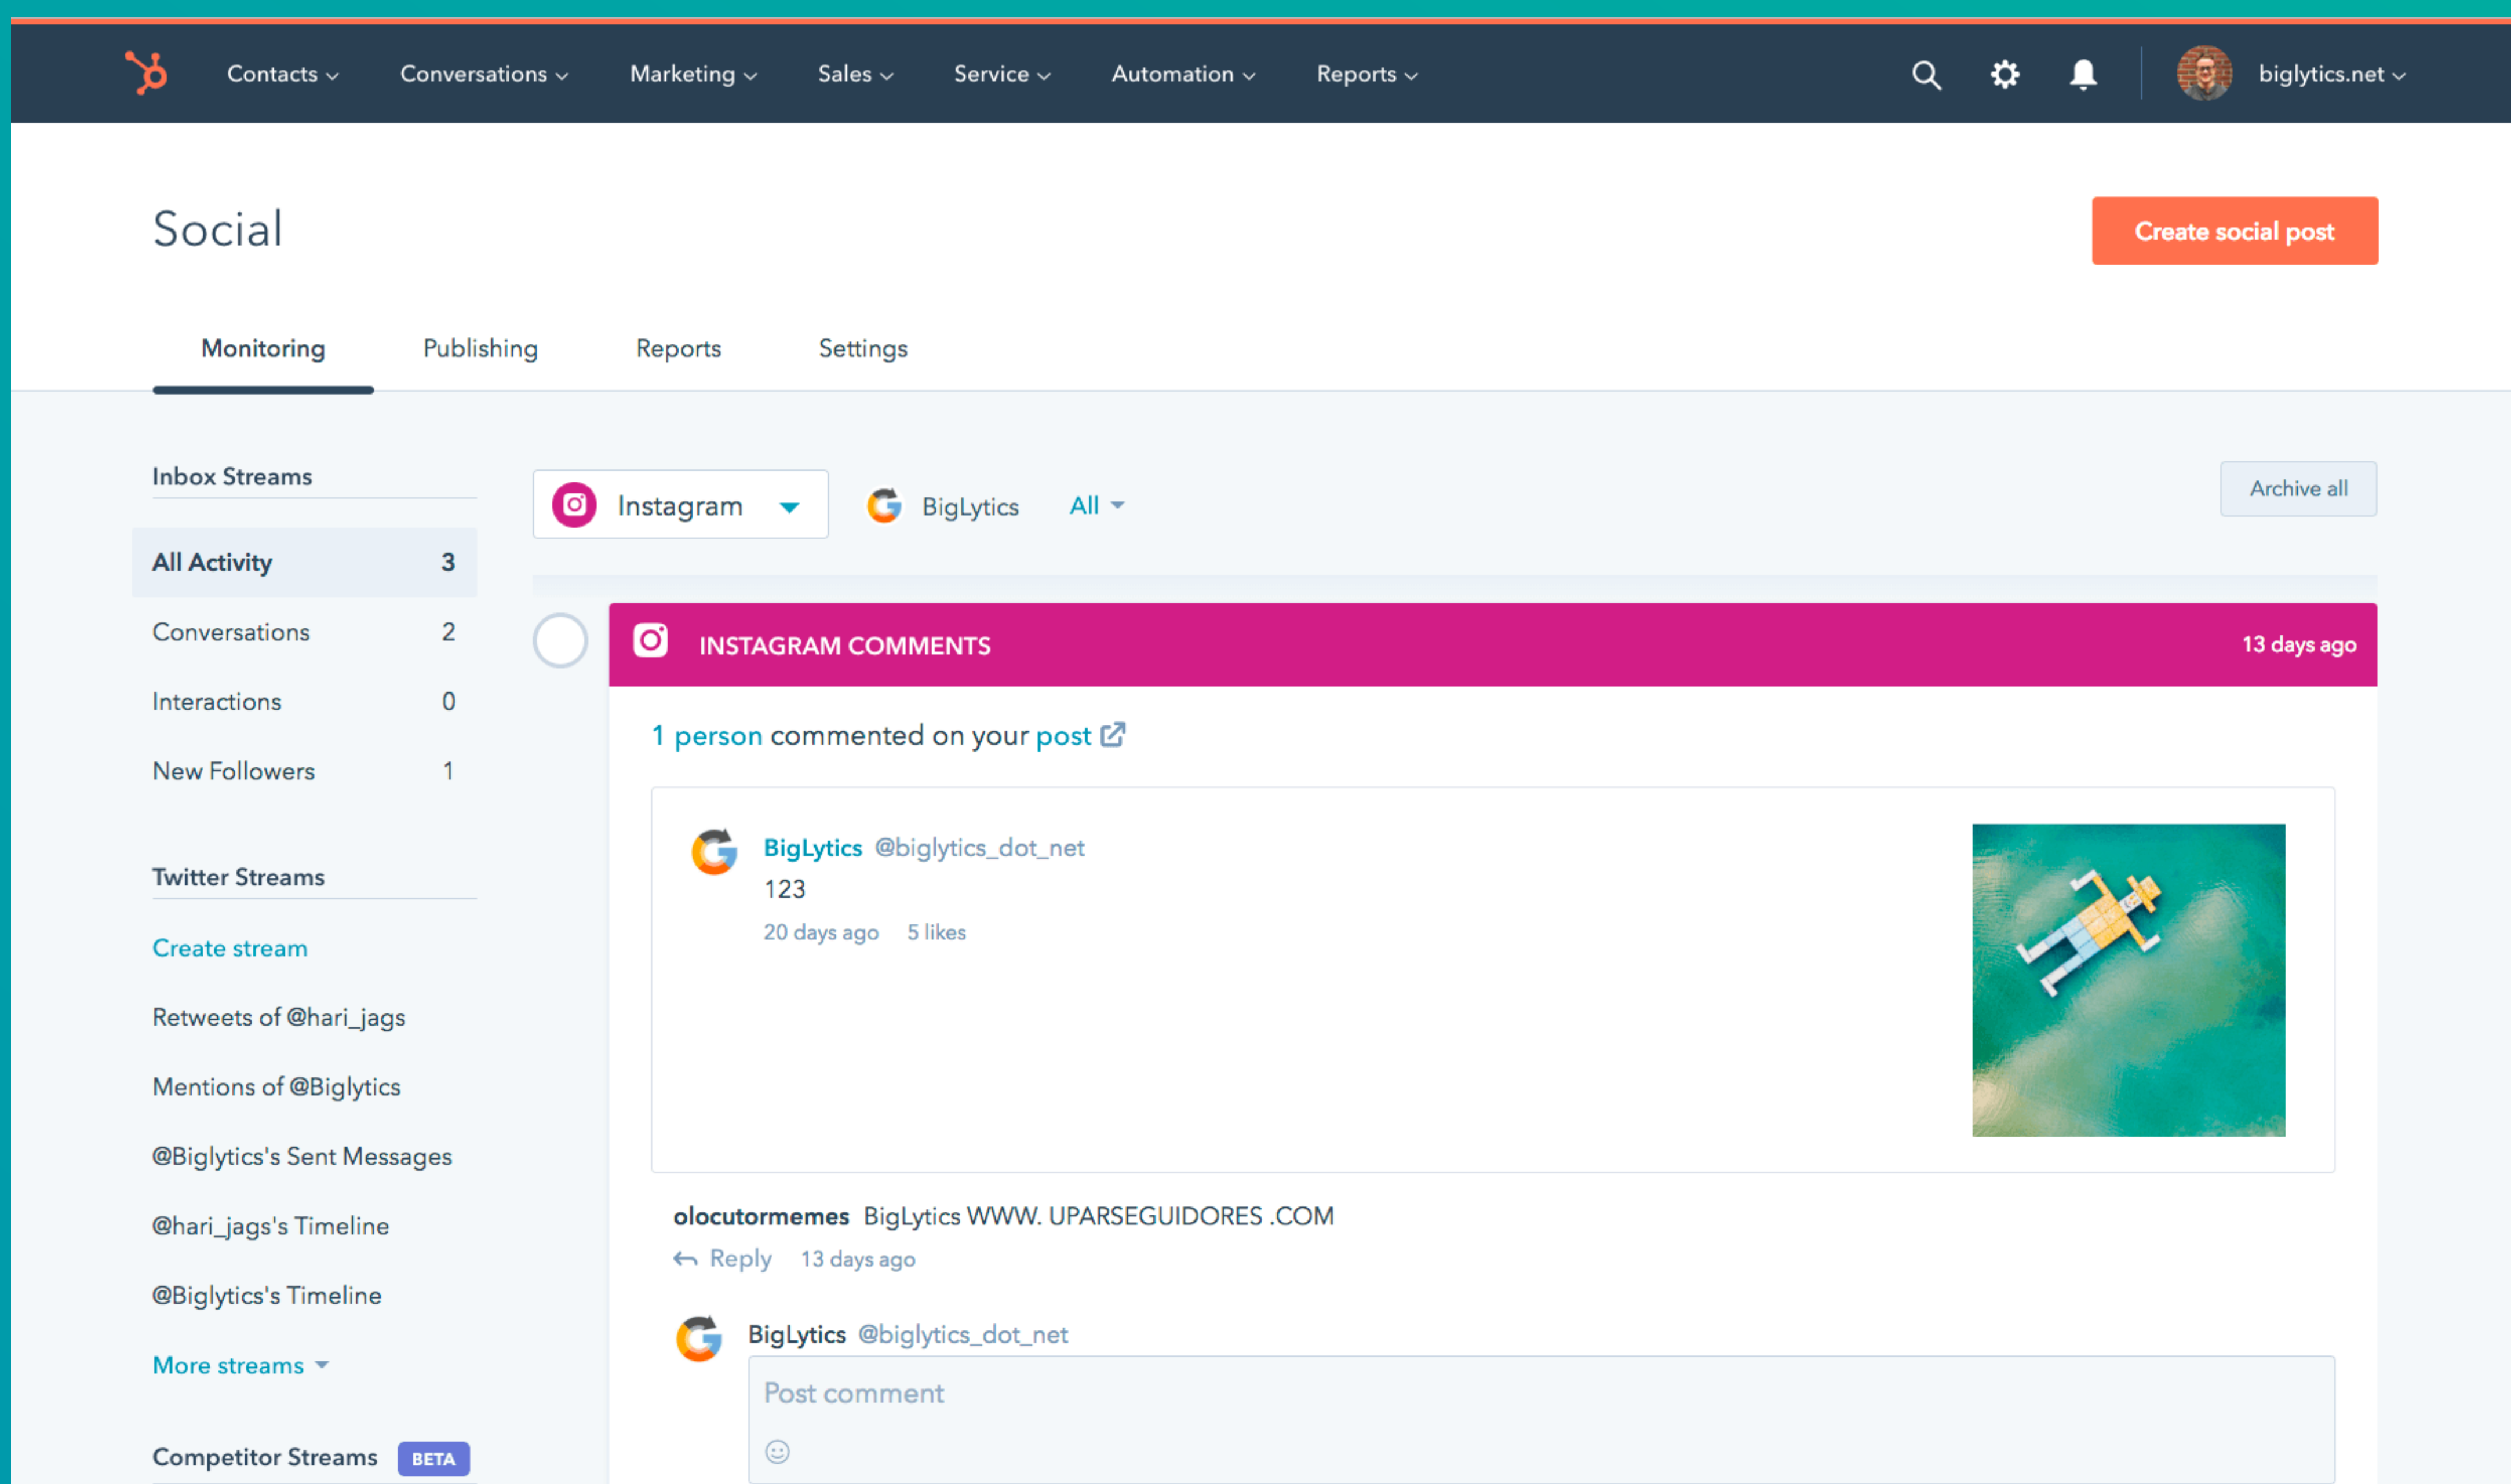 Contacts Conversations Marketing Sales Service Automation Reports biglytics.net
Social
Create social post
Monitoring Publishing Reports Settings
Inbox Streams
All Activity 3
Conversations 2
Interactions 0
New Followers 1
Twitter Streams
Create stream
Retweets of @hari_jags
Mentions of @Biglytics
@Biglytics's Sent Messages
@hari_jags's Timeline
@Biglytics's Timeline
More streams
Competitor Streams BETA
Instagram BigLytics All
Archive all
INSTAGRAM COMMENTS 13 days ago
1 person commented on your post
BigLytics @biglytics_dot_net
123
20 days ago 5 likes
olocutormemes BigLytics WWW. UPARSEGUIDORES .COM
Reply 13 days ago
BigLytics @biglytics_dot_net
Post comment